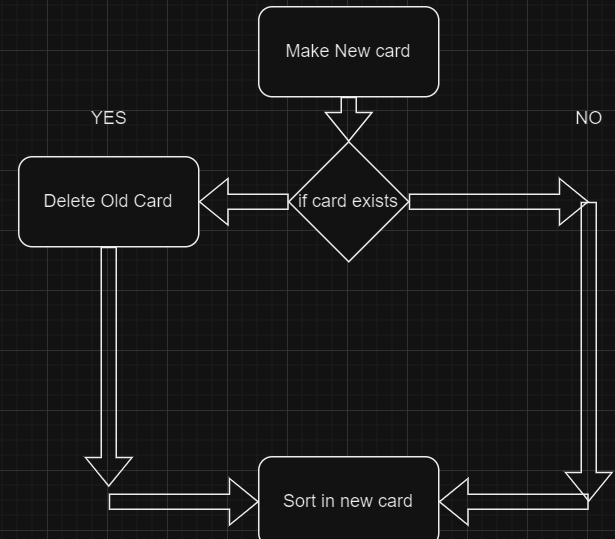 Make New card
YES
NO
Delete Old Card
if card exists
Sort in new card